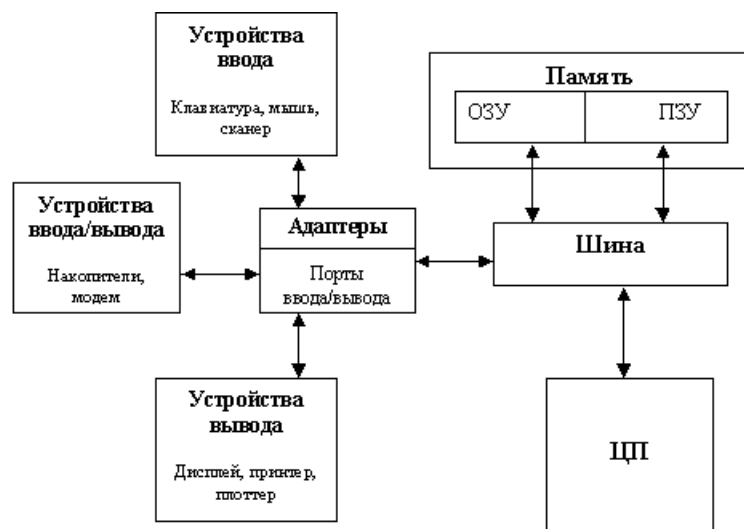 Устройства
ввода
Клавиатура, мышь,
сканер
Память
ОЗУ
ПЗУ
Устройства
ввода/вывода
Накопители,
модем
Адаптеры
Порты
ввода/вывода
Шина
Устройства
вывода
Дисплей, принтер,
плоттер
ЦП